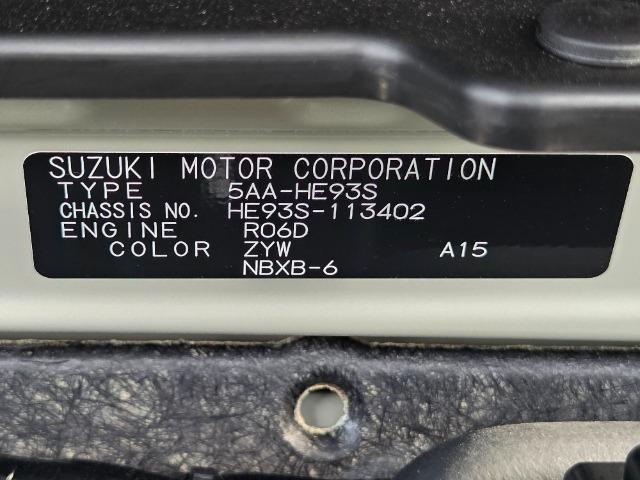 SUZUKI MOTOR CORPORATION
TYPE 5AA-HE93S
CHASSIS NO. HE93S-113402
ENGINE R06D
COLOR ZYW A15
NBXB-6